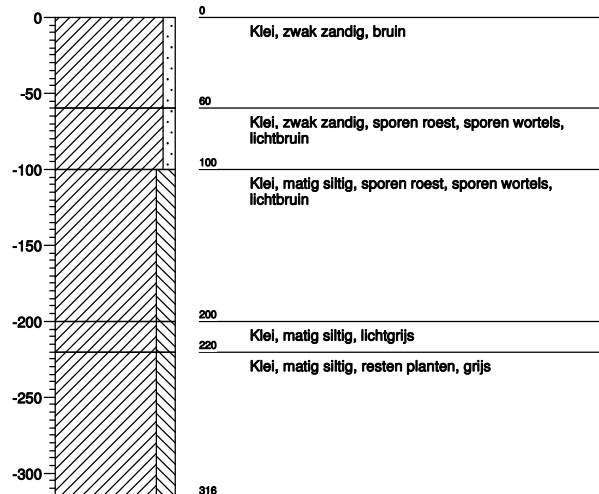 0
0
Klei, zwak zandig, bruin
-50
60
Klei, zwak zandig, sporen roest, sporen wortels,
lichtbruin
-100
100
Klei, matig siltig, sporen roest, sporen wortels,
lichtbruin
-150
-200
200
Klei, matig siltig, lichtgrijs
220
Klei, matig siltig, resten planten, grijs
-250
-300
316